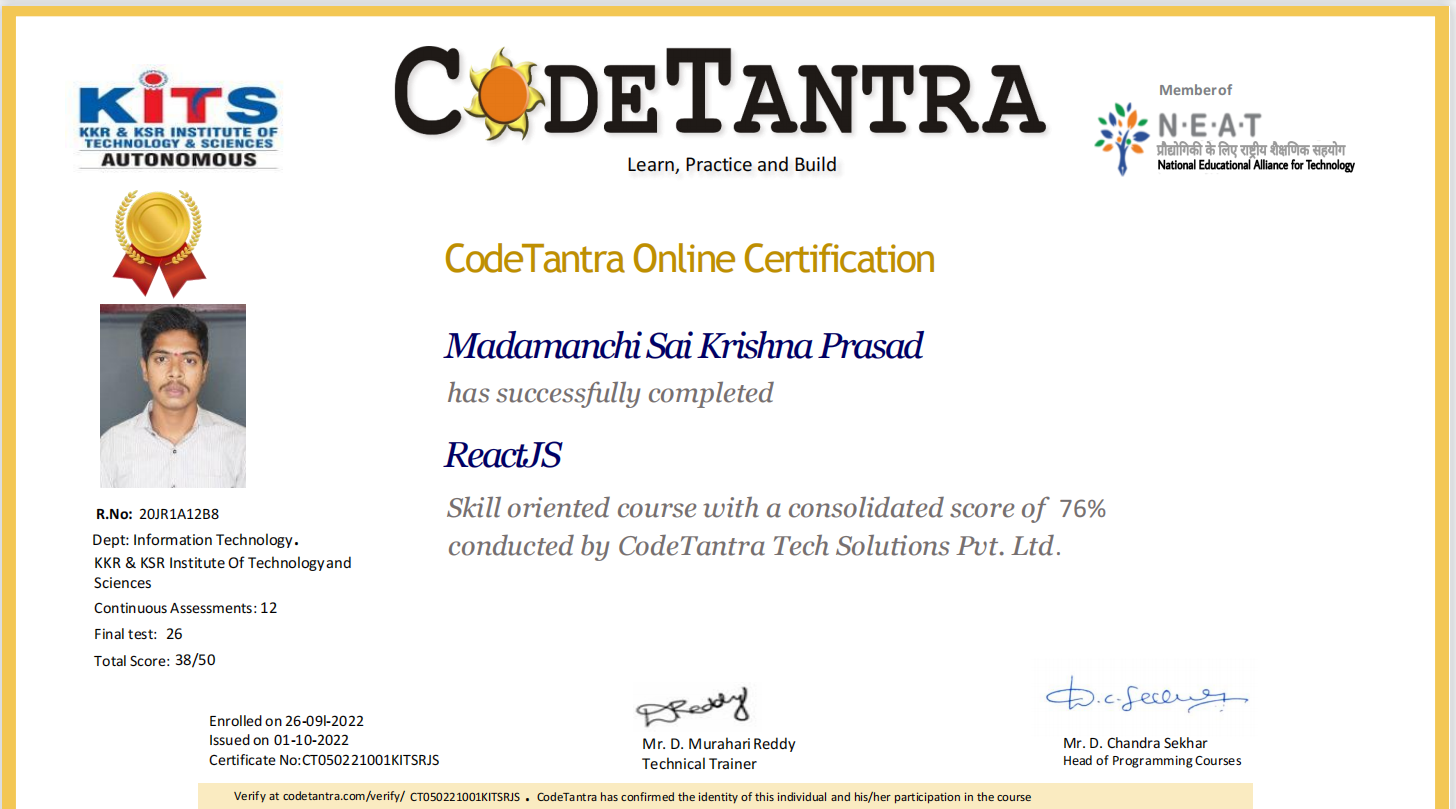 KITS
KKR & KSR INSTITUTE OF
TECHNOLOGY & SCIENCES
AUTONOMOUS
CODETANTRA
Learn, Practice and Build
Member of
N·E·A·T
प्रौद्योगिकी के लिए राष्ट्रीय शैक्षणिक सहयोग
National Educational Alliance for Technology
CodeTantra Online Certification
Madamanchi Sai Krishna Prasad
has successfully completed
ReactJS
Skill oriented course with a consolidated score of 76%
conducted by CodeTantra Tech Solutions Pvt. Ltd.
R.No: 20JR1A12B8
Dept: Information Technology.
KKR & KSR Institute Of Technology and
Sciences
Continuous Assessments: 12
Final test: 26
Total Score: 38/50
Enrolled on 26-09l-2022
Issued on 01-10-2022
Certificate No:CT050221001KITSRJS
DReddy
Mr. D. Murahari Reddy
Technical Trainer
Mr. D. Chandra Sekhar
Head of Programming Courses
Verify at codetantra.com/verify/ CT050221001KITSRJS . CodeTantra has confirmed the identity of this individual and his/her participation in the course